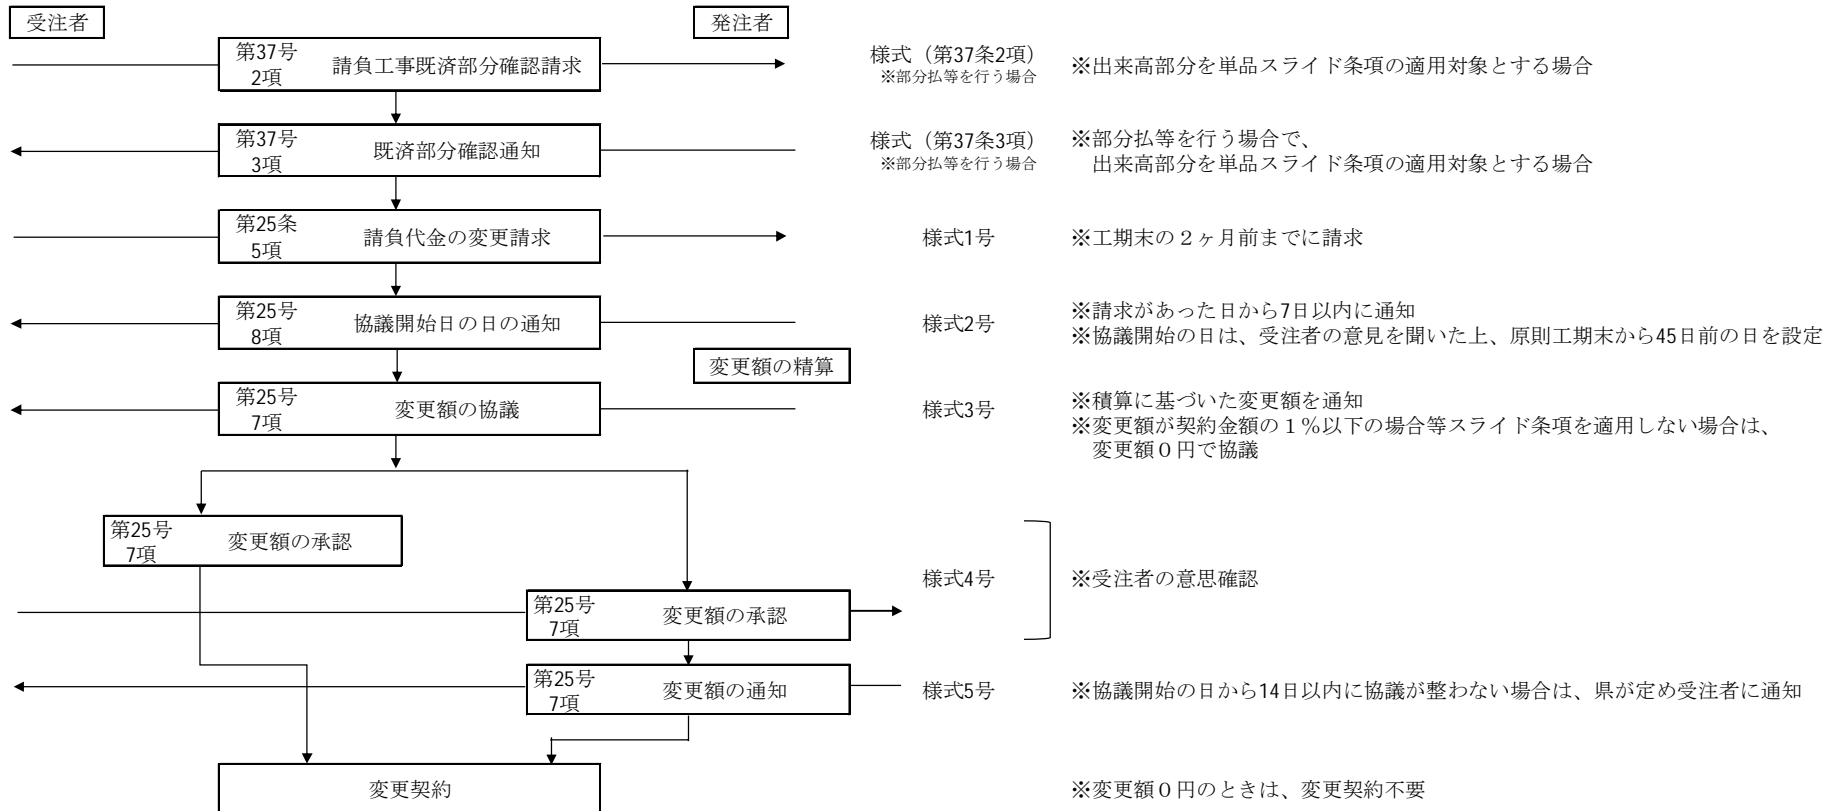 受注者
発注者
第37号
2項
請負工事既済部分確認請求
様式（第37条2項）
※部分払等を行う場合
※出来高部分を単品スライド条項の適用対象とする場合
第37号
3項
既済部分確認通知
様式（第37条3項）
※部分払等を行う場合
※部分払等を行う場合で、
出来高部分を単品スライド条項の適用対象とする場合
第25条
5項
請負代金の変更請求
様式1号
※工期末の２ヶ月前までに請求
第25号
8項
協議開始日の日の通知
様式2号
※請求があった日から7日以内に通知
※協議開始の日は、受注者の意見を聞いた上、原則工期末から45日前の日を設定
変更額の精算
第25号
7項
変更額の協議
様式3号
※積算に基づいた変更額を通知
※変更額が契約金額の１％以下の場合等スライド条項を適用しない場合は、
変更額０円で協議
第25号
7項
変更額の承認
様式4号
※受注者の意思確認
第25号
7項
変更額の承認
第25号
7項
変更額の通知
様式5号
※協議開始の日から14日以内に協議が整わない場合は、県が定め受注者に通知
変更契約
※変更額０円のときは、変更契約不要